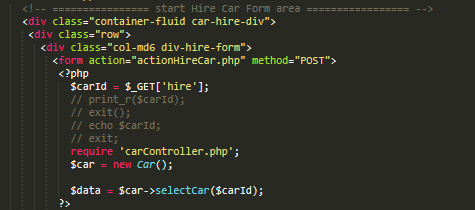 <!-- ================ start Hire Car Form area ================= -->
<div class="container-fluid car-hire-div">
<div class="row">
<div class="col-md6 div-hire-form">
<form action="actionHireCar.php" method="POST">
<?php
$carId = $_GET['hire'];
// print_r($carId);
// exit();
// echo $carId;
// exit;
require 'carController.php';
$car = new Car();
$data = $car->selectCar($carId);
?>